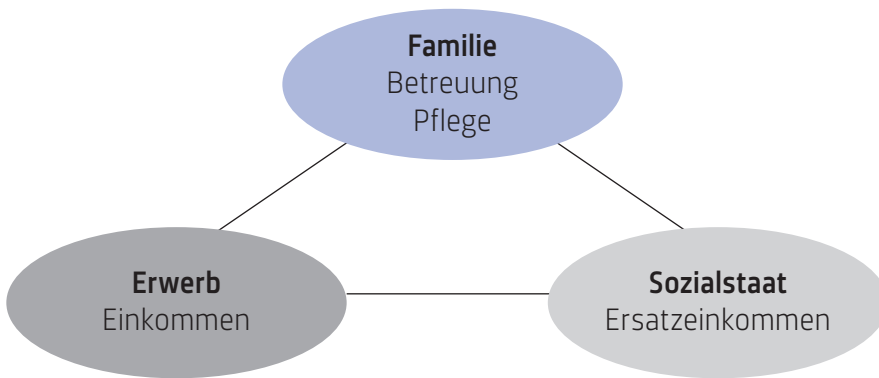 Familie
Betreuung
Pflege
Erwerb
Einkommen
Sozialstaat
Ersatzeinkommen